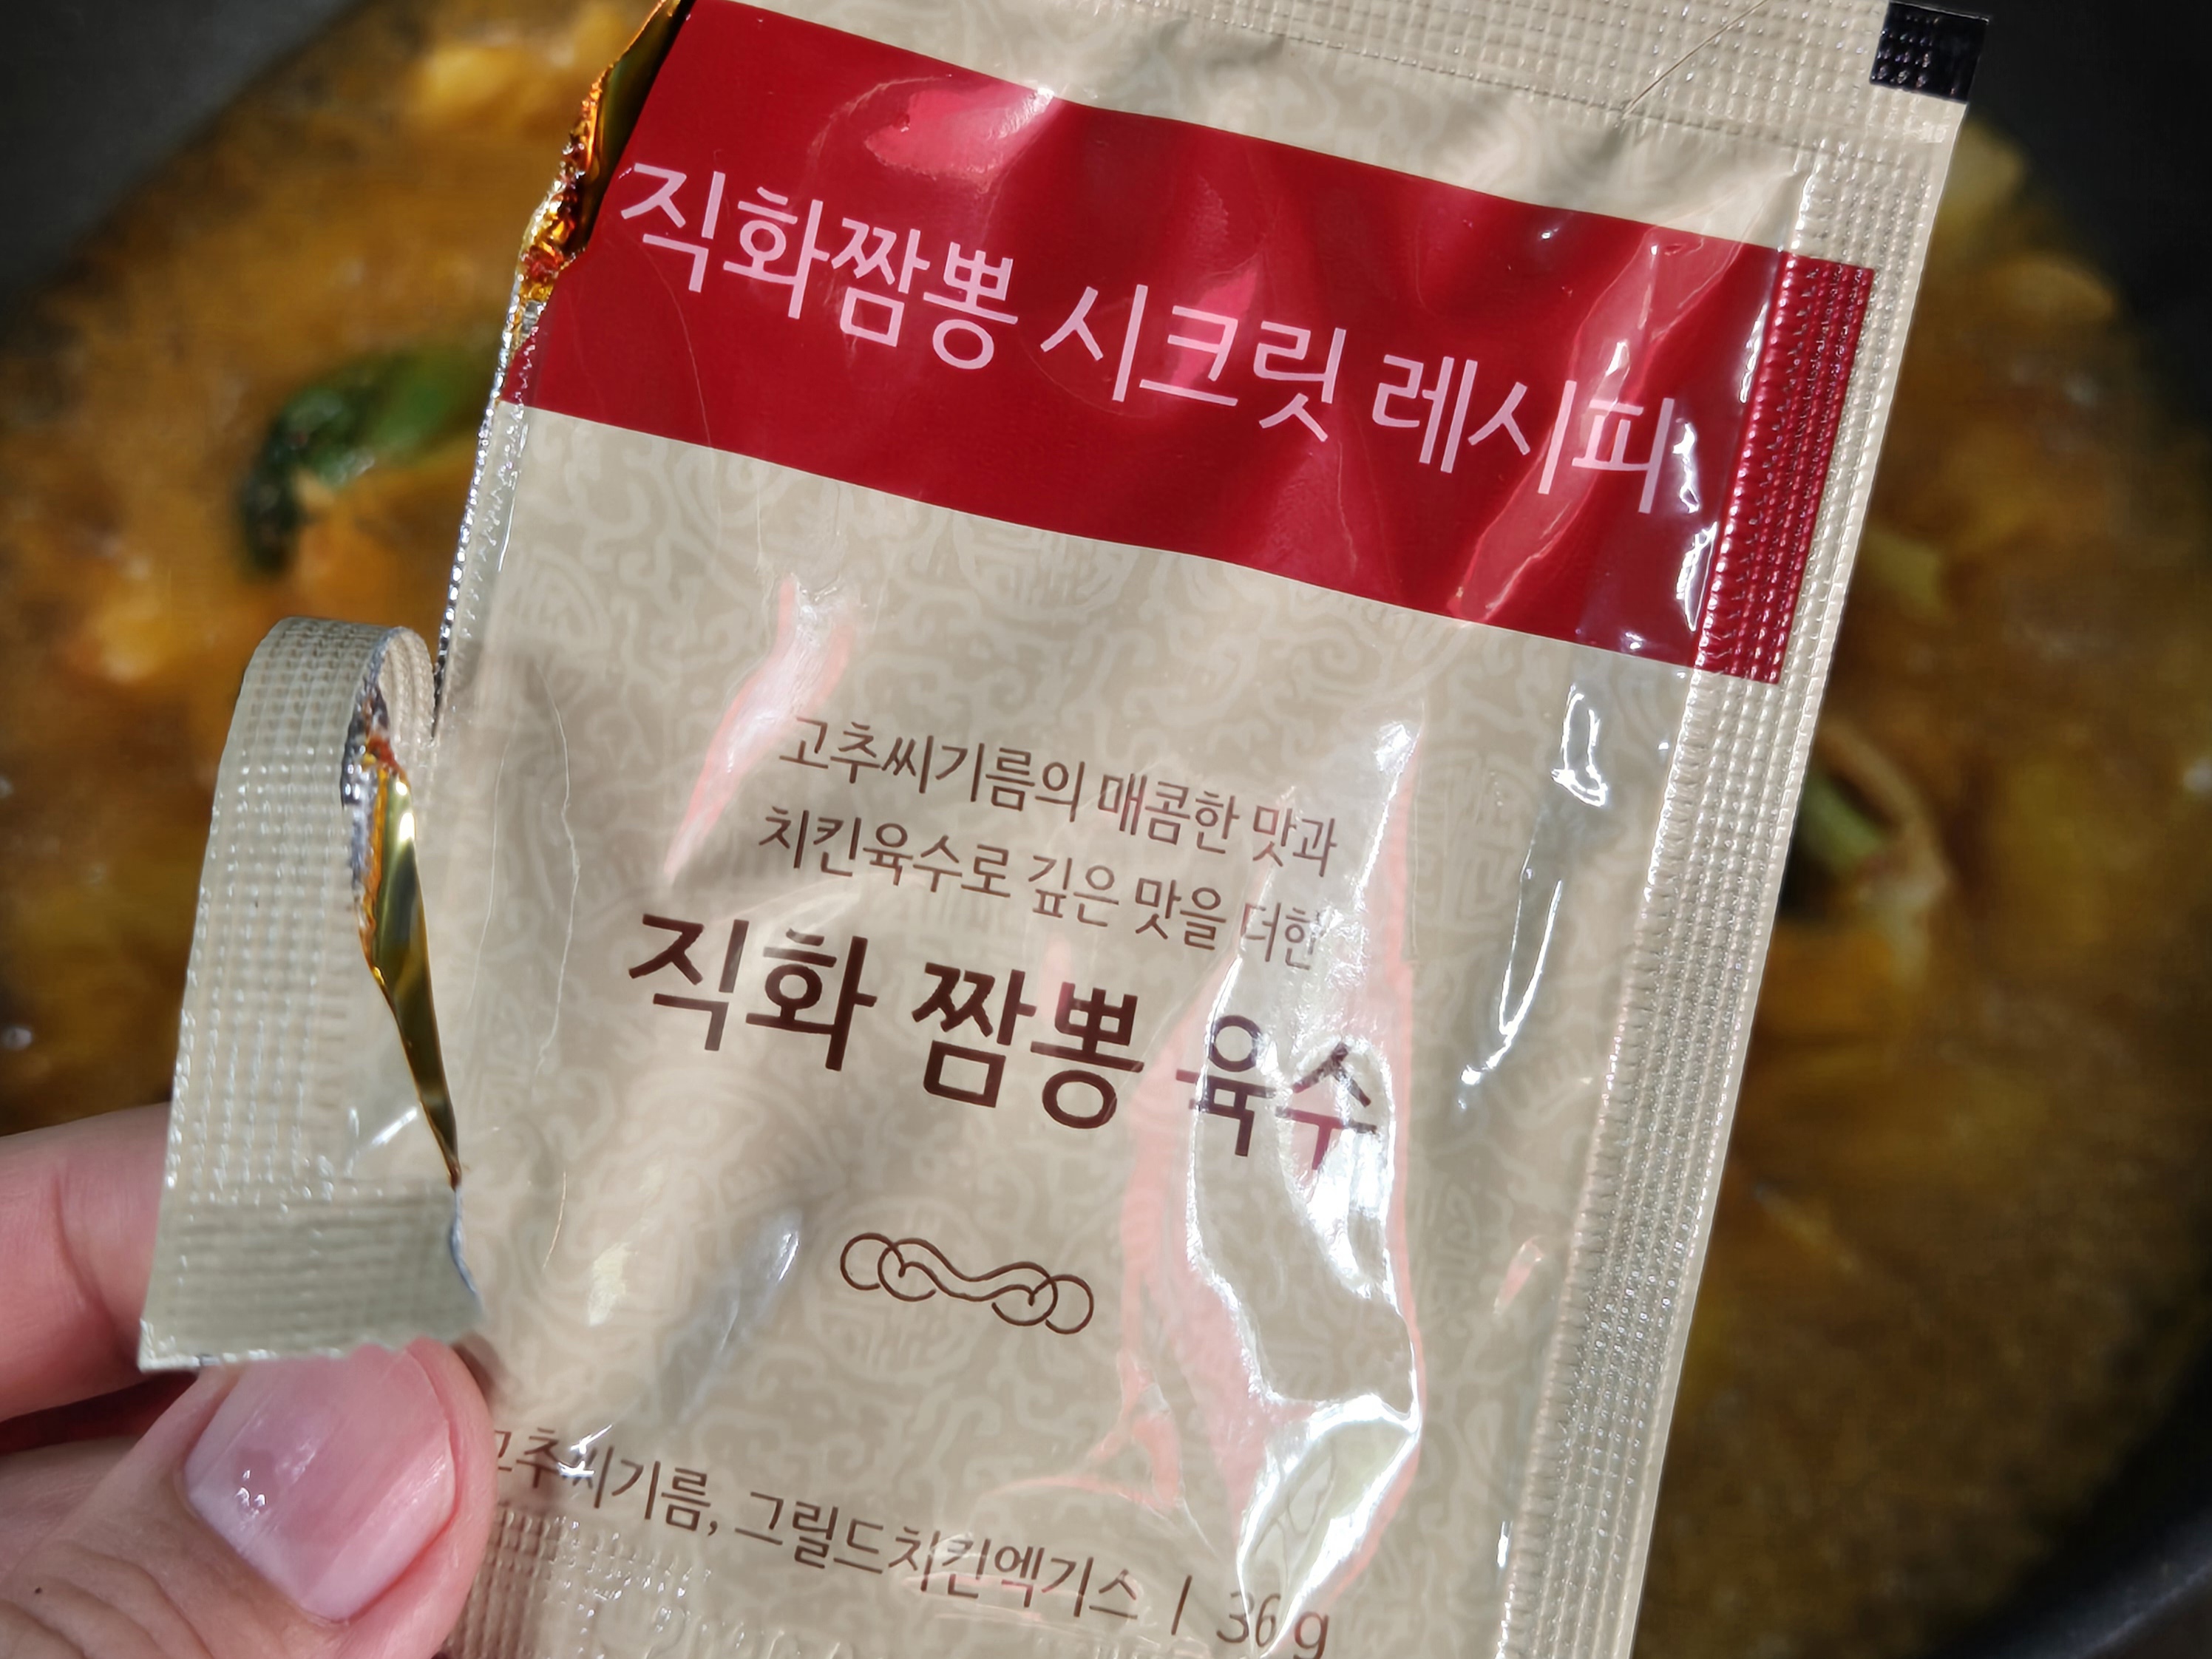 직화짬뽕 시크릿 레시피
고추씨기름의 매콤한 맛과
치킨육수로 깊은 맛을 더한
직화 짬뽕 육수
고추씨기름, 그릴드치킨엑기스 | 36 g